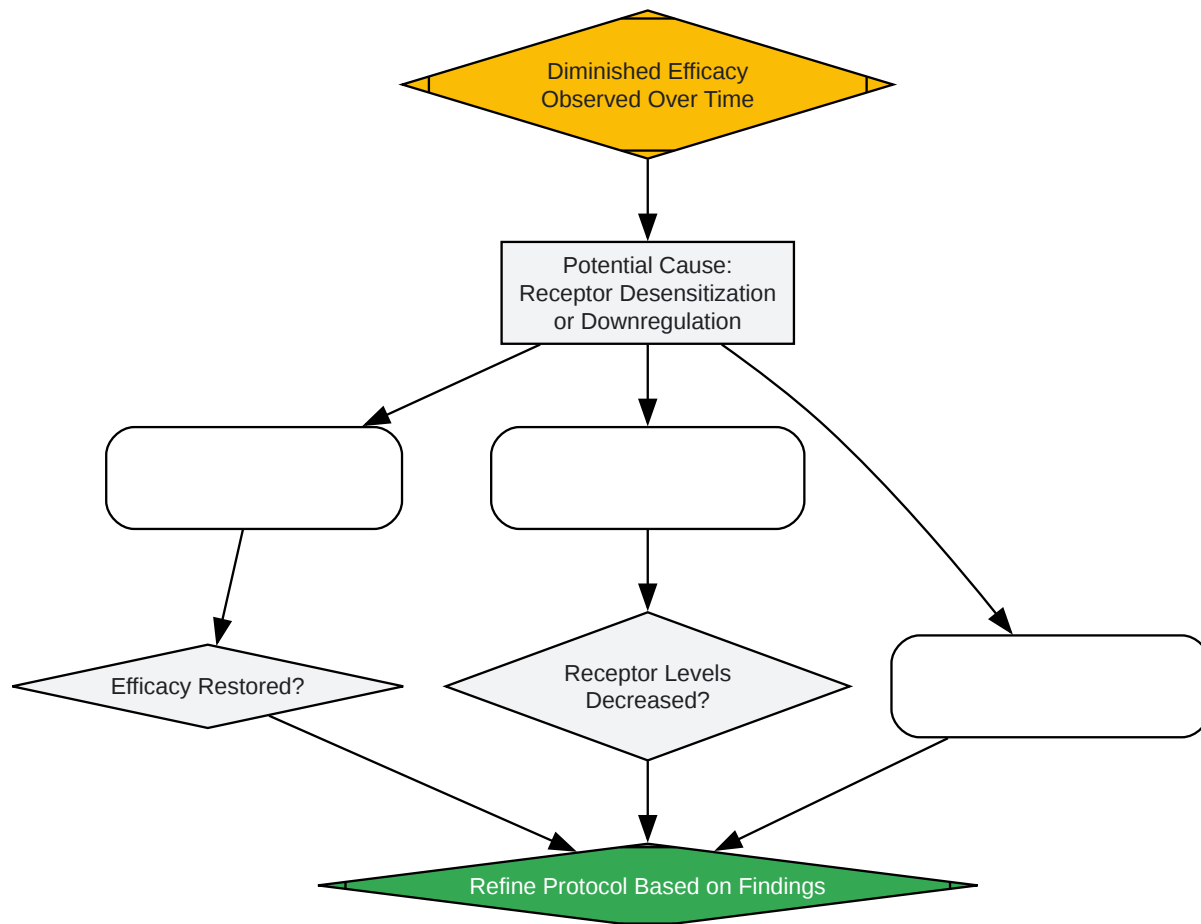 Diminished Efficacy
Observed Over Time
Potential Cause:
Receptor Desensitization
or Downregulation
Efficacy Restored?
Receptor Levels
Decreased?
Refine Protocol Based on Findings